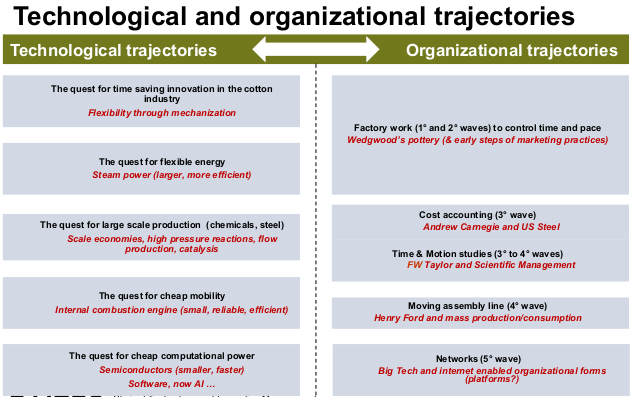 Technological and organizational trajectories
Technological trajectories
Organizational trajectories
The quest for time saving innovation in the cotton
industry
Flexibility through mechanization
The quest for flexible energy
Steam power (larger, more efficient)
The quest for large scale production (chemicals, steel)
Scale economies, high pressure reactions, flow
production, catalysis
The quest for cheap mobility
Internal combustion engine (small, reliable, efficient)
The quest for cheap computational power
Semiconductors (smaller, faster)
Software, now AI ...
Factory work (1° and 2° waves) to control time and pace
Wedgwood's pottery (& early steps of marketing practices)
Cost accounting (3° wave)
Andrew Carnegie and US Steel
Time & Motion studies (3° to 4° waves)
FW Taylor and Scientific Management
Moving assembly line (4° wave)
Henry Ford and mass production/consumption
Networks (5° wave)
Big Tech and internet enabled organizational forms
(platforms?)